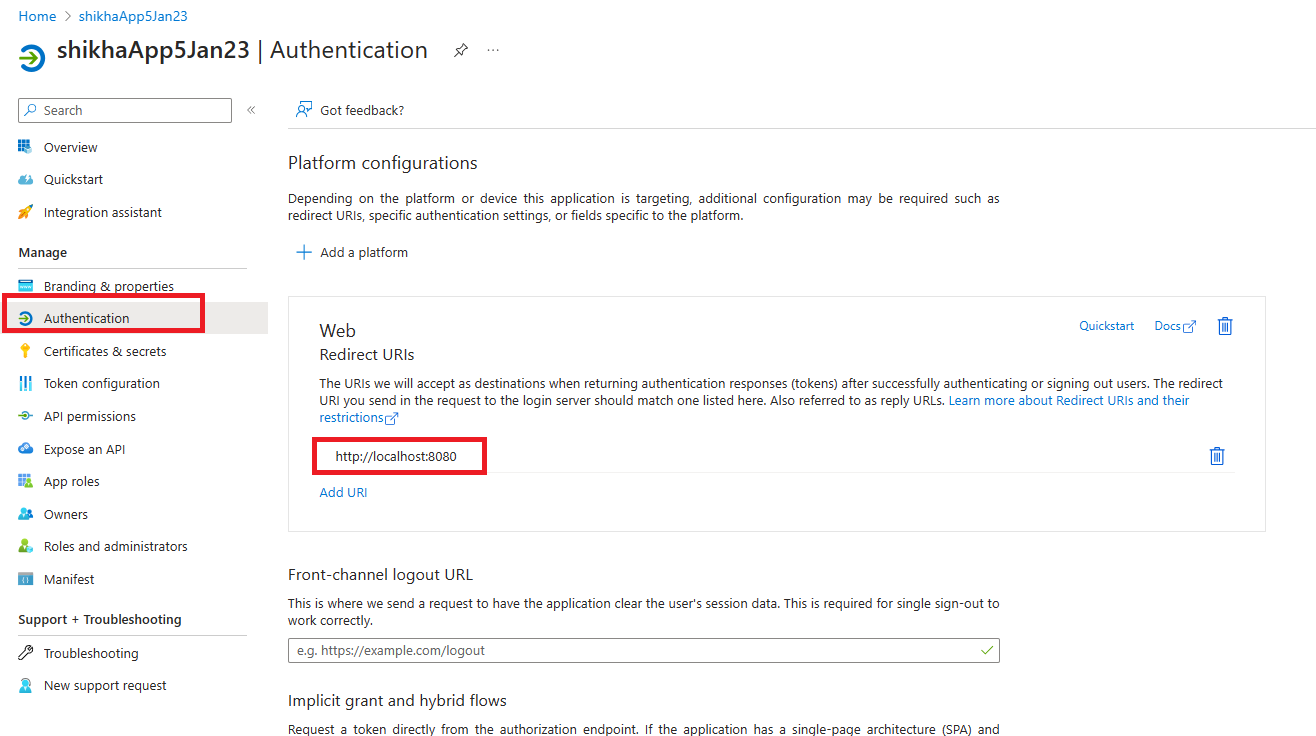 Home > shikhaApp5Jan23
shikhaApp5Jan23 | Authentication ...
Search «
Overview
Quickstart
Integration assistant
Manage
Branding & properties
Authentication
Certificates & secrets
Token configuration
API permissions
Expose an API
App roles
Owners
Roles and administrators
Manifest
Support + Troubleshooting
Troubleshooting
New support request
Got feedback?
Platform configurations
Depending on the platform or device this application is targeting, additional configuration may be required such as
redirect URIs, specific authentication settings, or fields specific to the platform.
+ Add a platform
Web
Quickstart Docs
Redirect URIs
The URIs we will accept as destinations when returning authentication responses (tokens) after successfully authenticating or signing out users. The redirect
URI you send in the request to the login server should match one listed here. Also referred to as reply URLs. Learn more about Redirect URIs and their
restrictions
http://localhost:8080
Add URI
Front-channel logout URL
This is where we send a request to have the application clear the user's session data. This is required for single sign-out to
work correctly.
e.g. https://example.com/logout
Implicit grant and hybrid flows
Request a token directly from the authorization endpoint. If the application has a single-page architecture (SPA) and